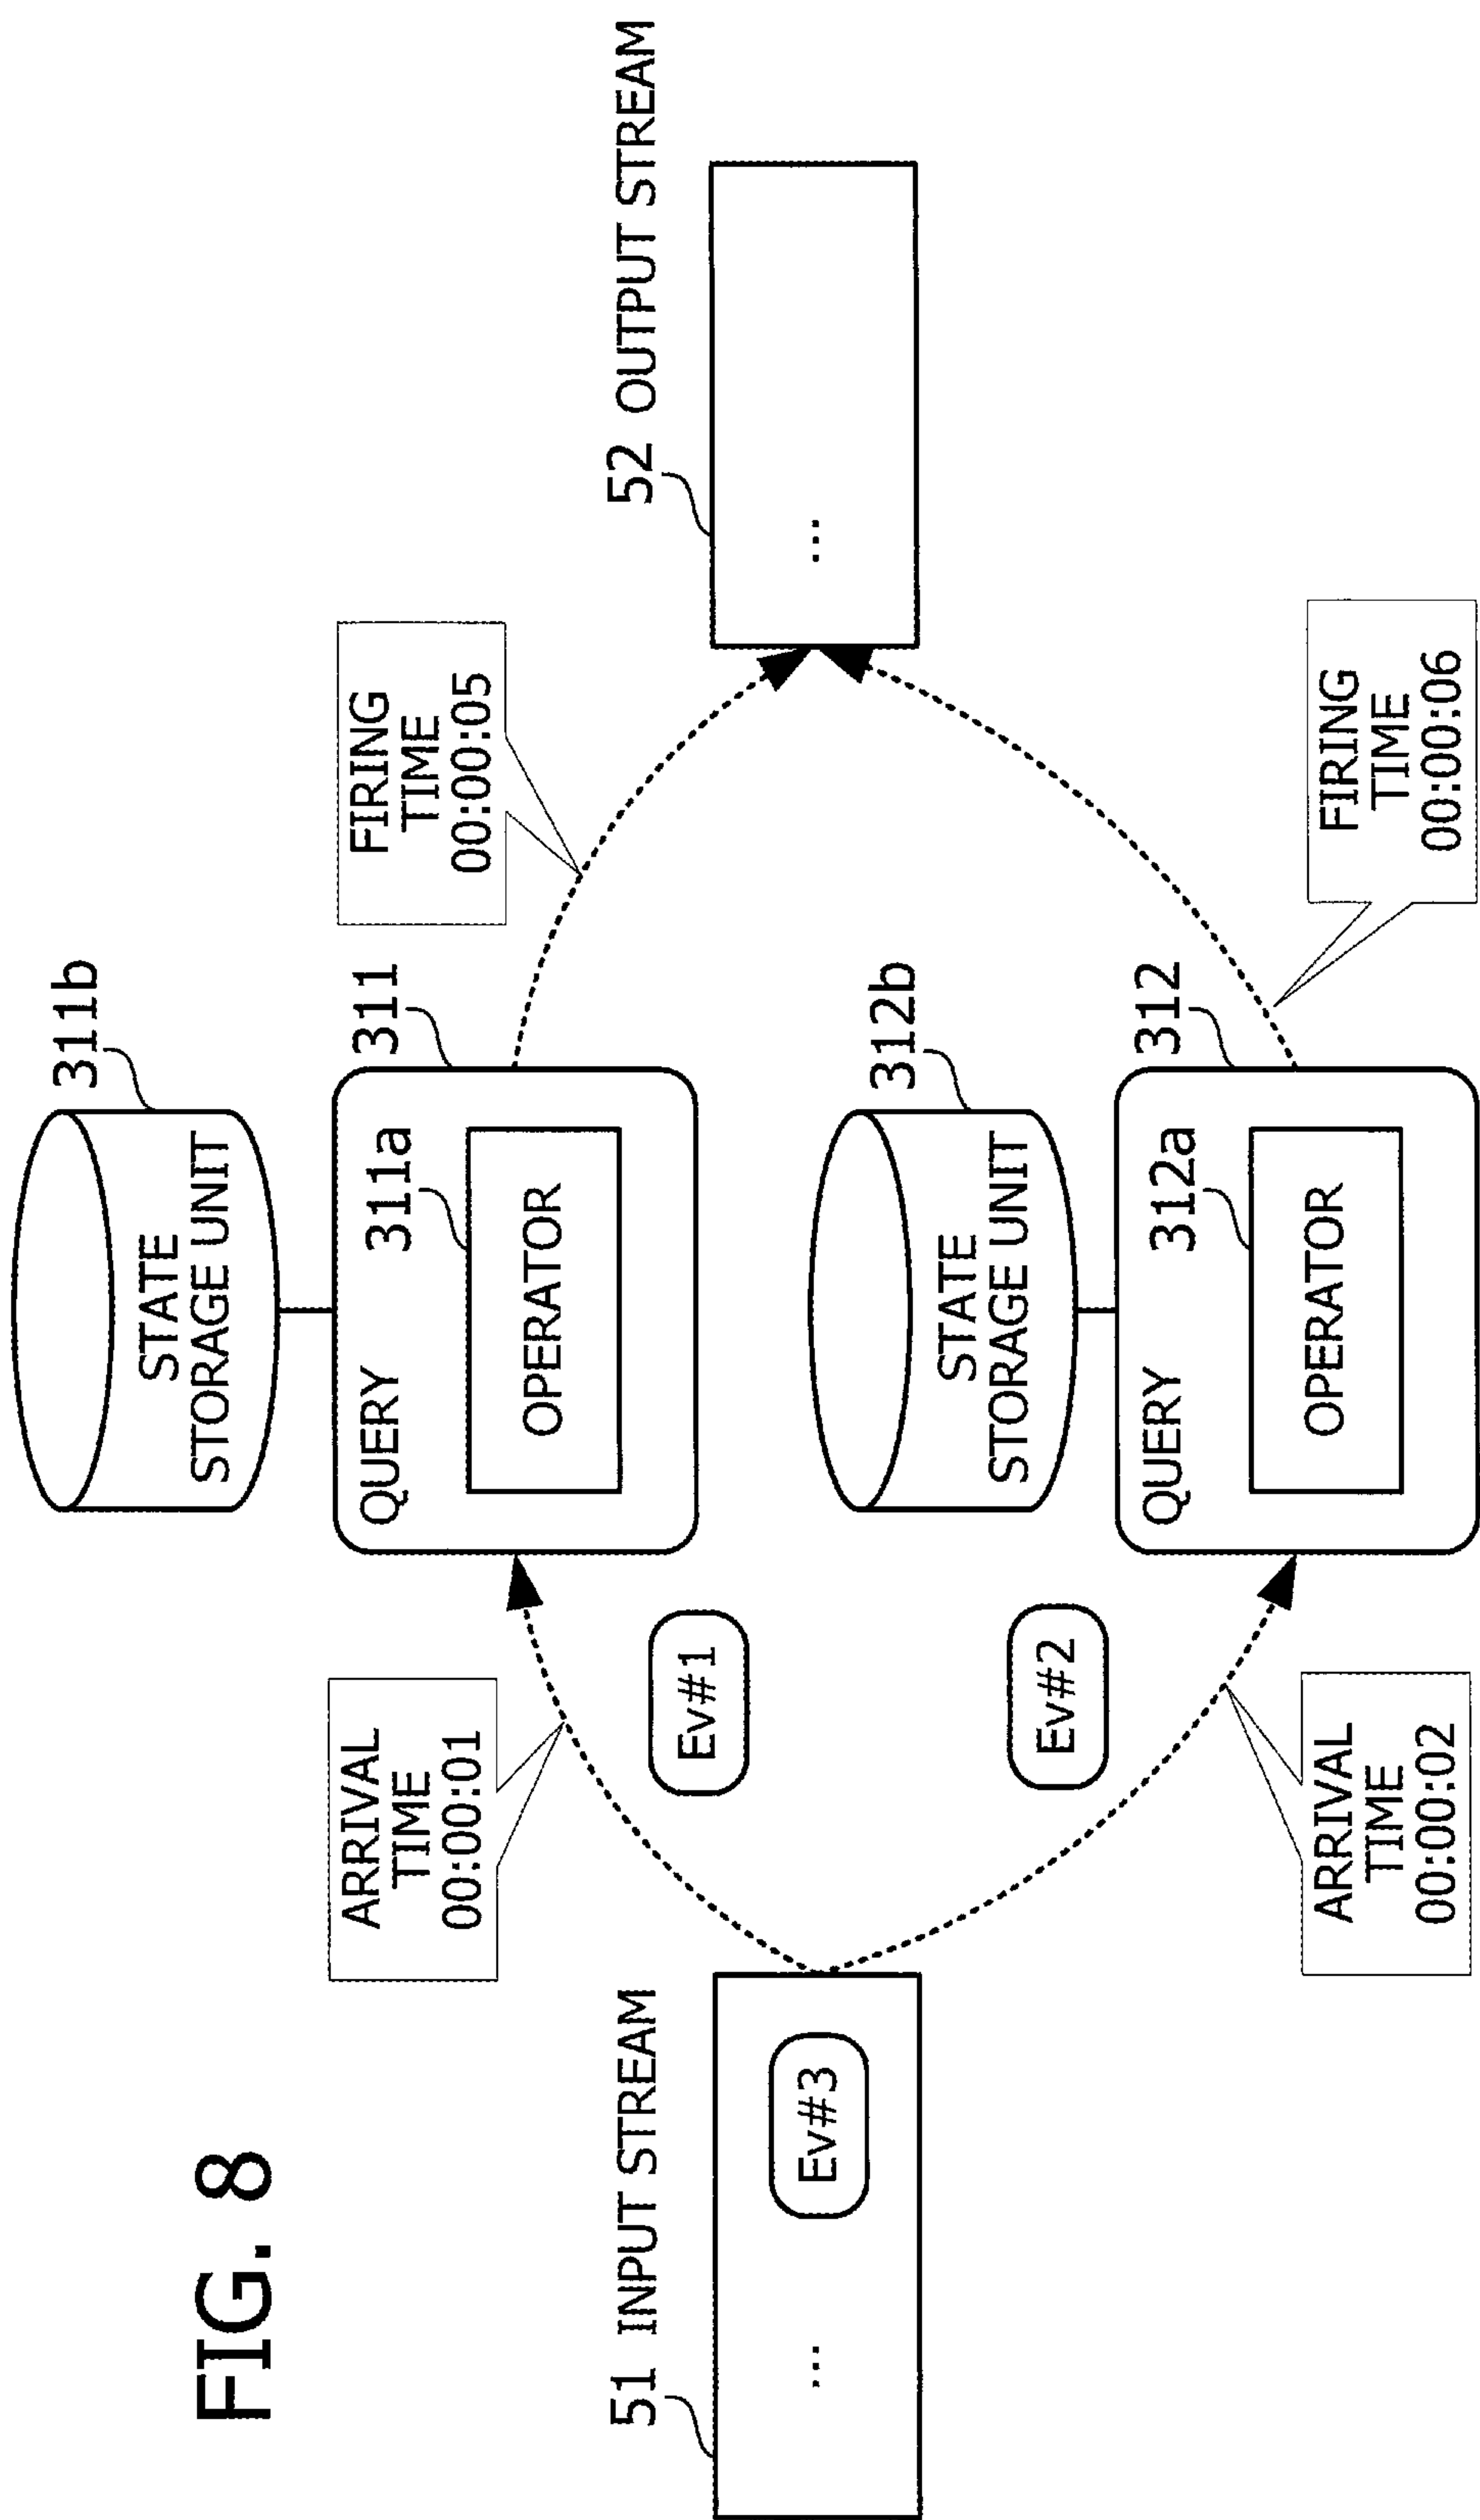 FIG. 8
51 INPUT STREAM
...
Ev#3
ARRIVAL
TIME
00:00:01
Ev#1
Ev#2
ARRIVAL
TIME
00:00:02
STATE
STORAGE UNIT
311b
QUERY
311
311a
OPERATOR
STATE
STORAGE UNIT
312b
QUERY
312
312a
OPERATOR
FIRING
TIME
00:00:05
FIRING
TIME
00:00:06
52 OUTPUT STREAM
...